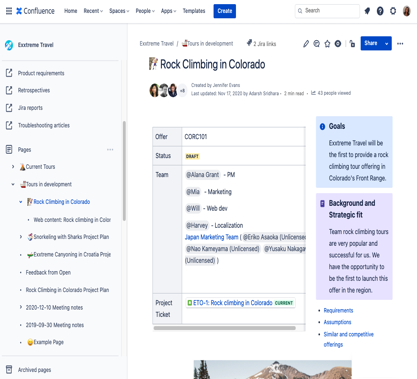 Confluence Home Recent Spaces People Apps Templates Create Search
Exxtreme Travel
Product requirements
Retrospectives
Jira reports
Troubleshooting articles
Pages
Current Tours
Tours in development
Rock Climbing in Colorado
Web content: Rock climbing in Color
Snorkeling with Sharks Project Plan
Extreme Canyoning in Croatia Proje
Feedback from Open
Rock Climbing in Colorado Project Plan
2020-12-10 Meeting notes
2019-09-30 Meeting notes
Example Page
Archived pages
Exxtreme Travel / Tours in development 2 Jira links Share
Rock Climbing in Colorado
+6
Created by Jennifer Evans
Last updated: Nov 17, 2020 by Adarsh Sridhara • 2 min read • 63 people viewed
Offer CORC101
Status DRAFT
Team @Alana Grant - PM
@Mia - Marketing
@Will - Web dev
@Harvey - Localization
Japan Marketing Team ( @Eriko Asaoka (Unlicensed
@Nao Kameyama (Unlicensed) @Yusaku Nakaga
(Unlicensed) )
Project
Ticket
ETO-1: Rock climbing in Colorado CURRENT
Goals
Exxtreme Travel will
be the first to provide a rock
climbing tour offering in
Colorado's Front Range.
Background and
Strategic fit
Team rock climbing tours
are very popular and
successful for us. We
have the opportunity to
be the first to launch this
offer in the region.
Requirements
Assumptions
Similar and competitive
offerings